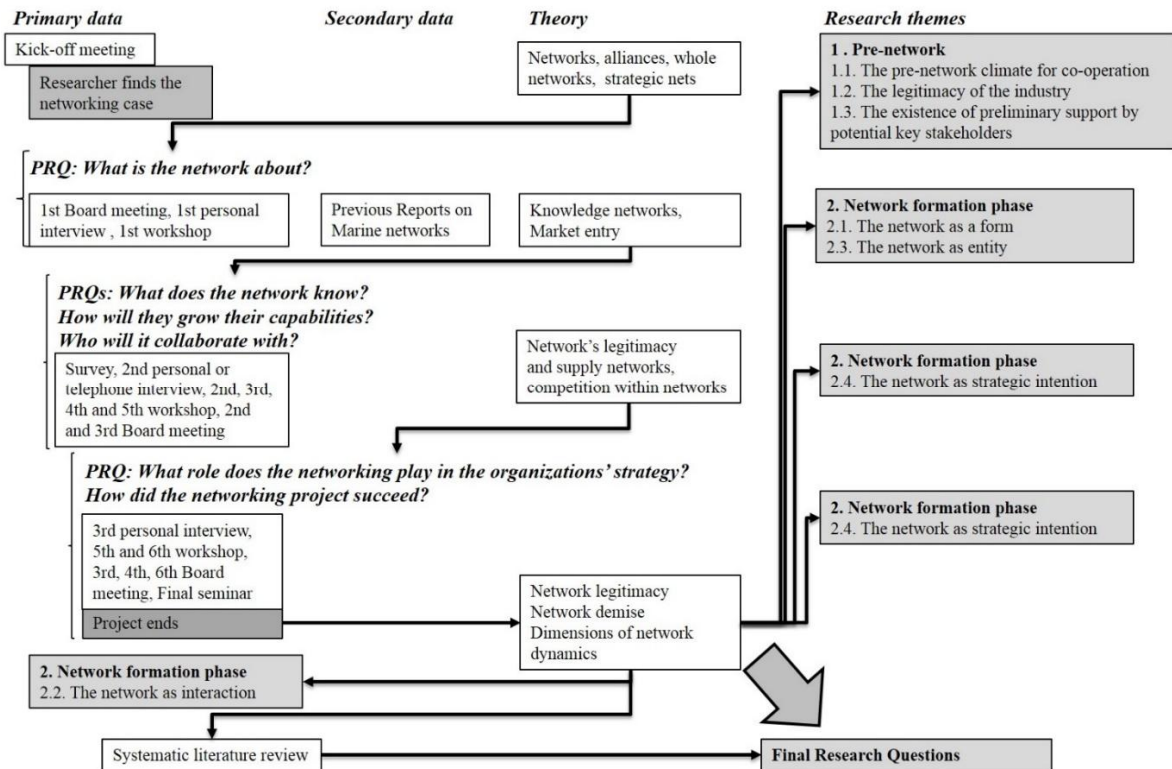 Primary data
Secondary data
Theory
Research themes
Kick-off meeting
Researcher finds the
networking case
Networks, alliances, whole
networks, strategic nets
1 . Pre-network
1.1. The pre-network climate for co-operation
1.2. The legitimacy of the industry
1.3. The existence of preliminary support by
potential key stakeholders
PRQ: What is the network about?
1st Board meeting, 1st personal
interview , 1st workshop
Previous Reports on
Marine networks
Knowledge networks,
Market entry
2. Network formation phase
2.1. The network as a form
2.3. The network as entity
PRQs: What does the network know?
How will they grow their capabilities?
Who will it collaborate with?
Survey, 2nd personal or
telephone interview, 2nd, 3rd,
4th and 5th workshop, 2nd
and 3rd Board meeting
Network's legitimacy
and supply networks,
competition within networks
2. Network formation phase
2.4. The network as strategic intention
PRQ: What role does the networking play in the organizations' strategy?
How did the networking project succeed?
3rd personal interview,
5th and 6th workshop,
3rd, 4th, 6th Board
meeting, Final seminar
Project ends
2. Network formation phase
2.4. The network as strategic intention
Network legitimacy
Network demise
Dimensions of network
dynamics
2. Network formation phase
2.2. The network as interaction
Systematic literature review
Final Research Questions